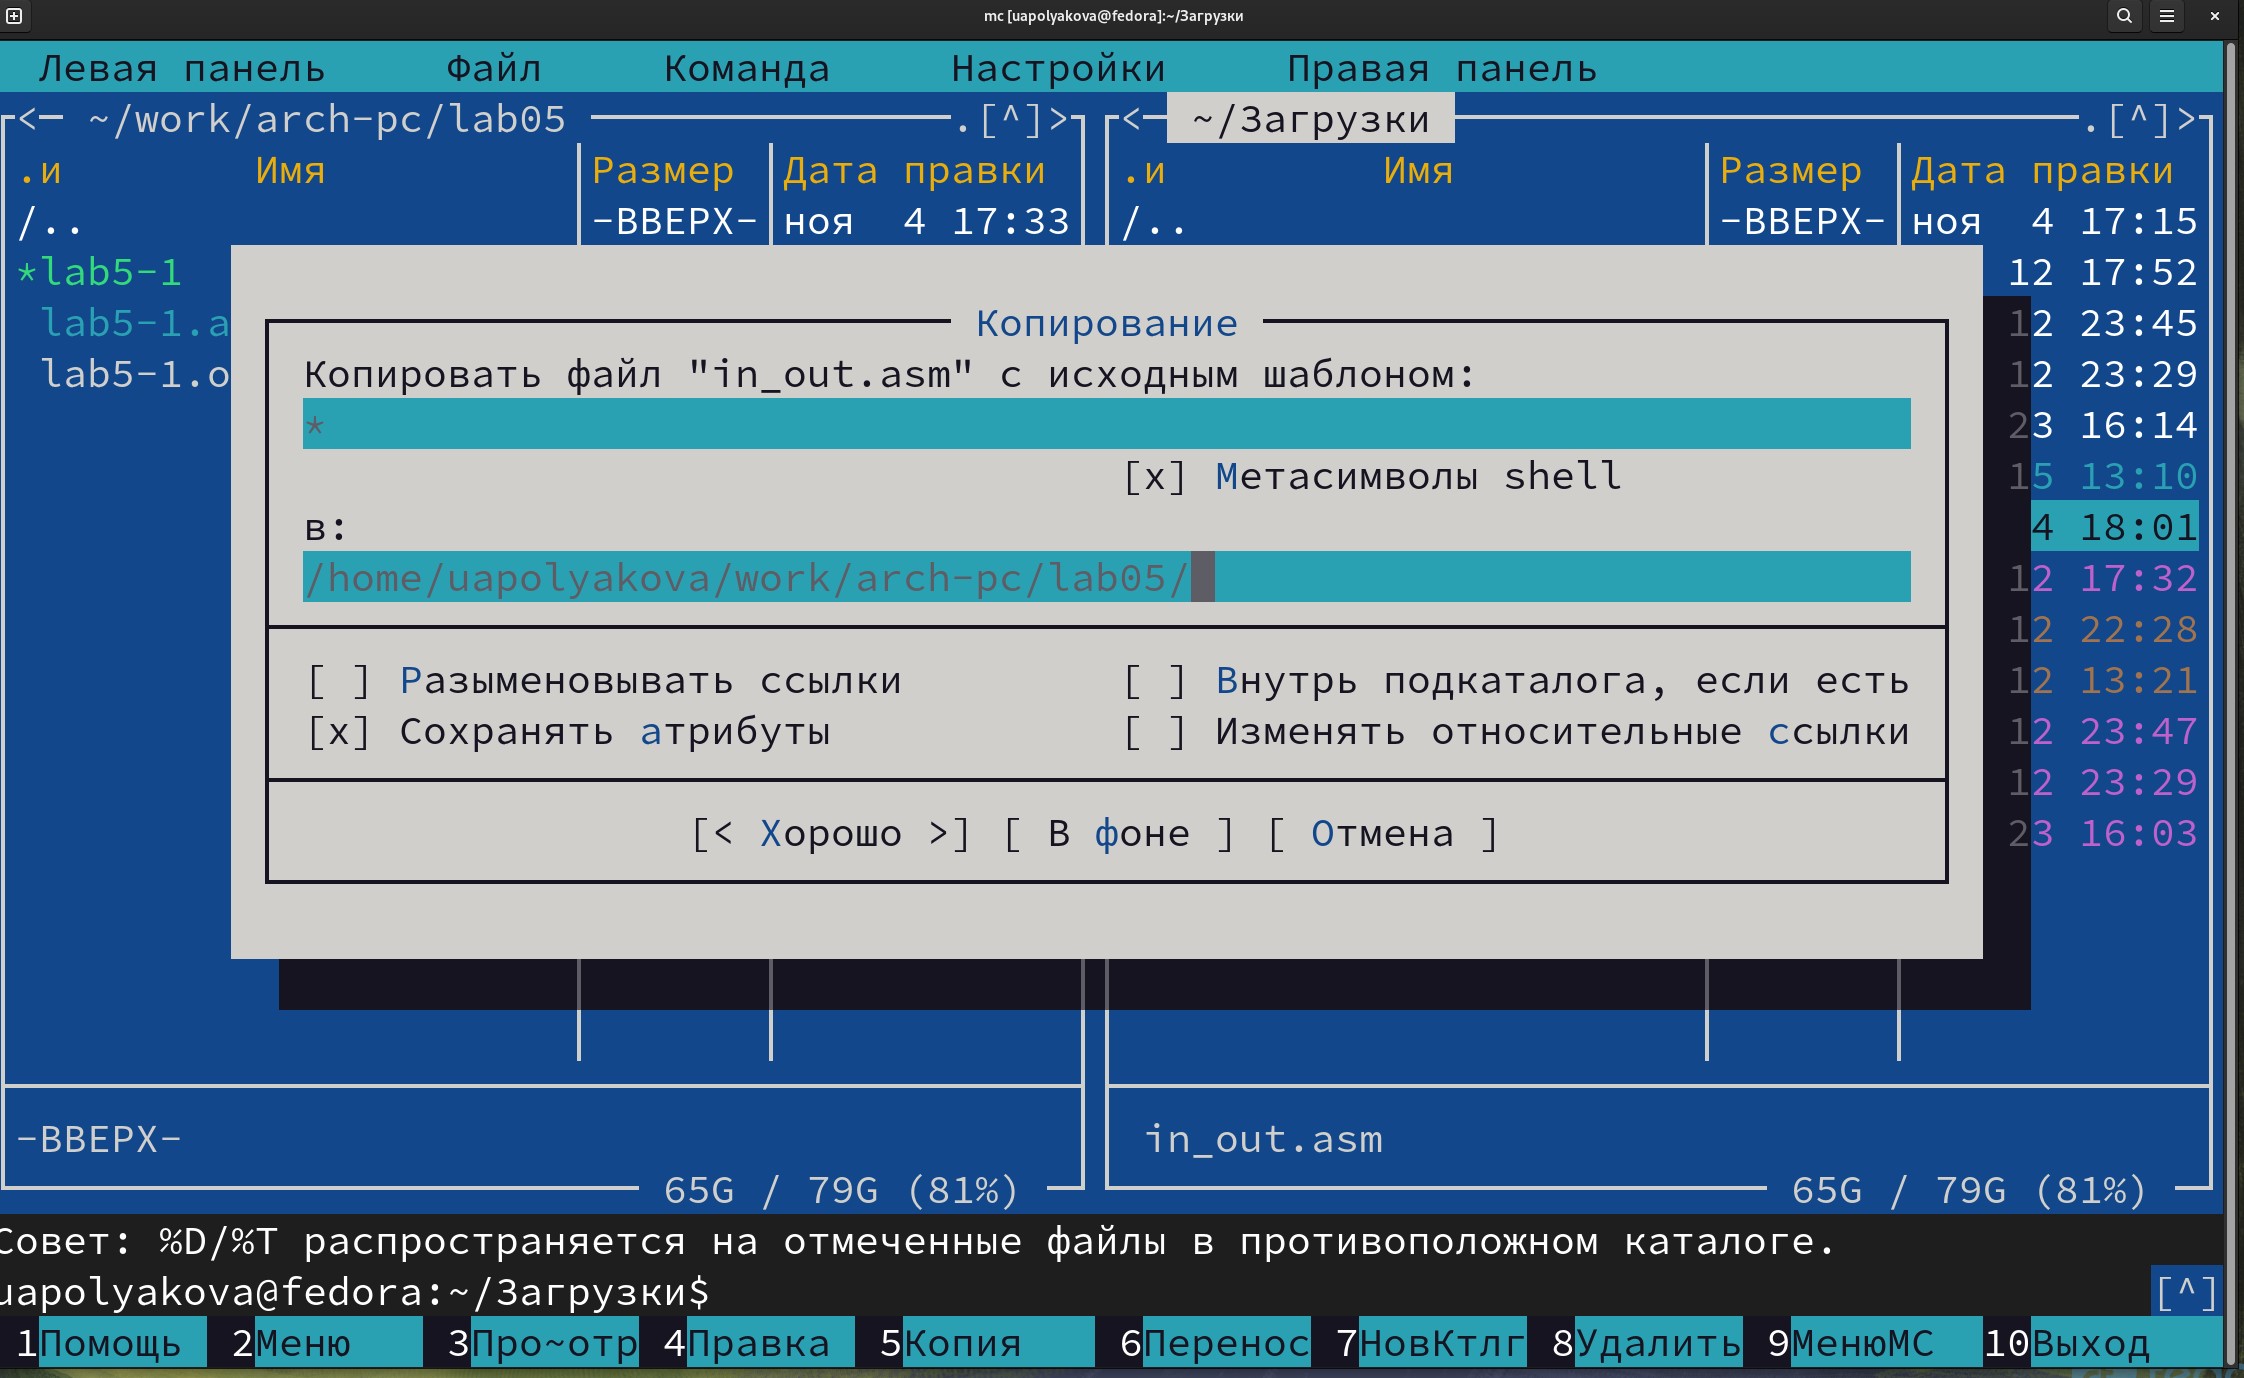 mc [uapolyakova@fedora]:~/Загрузки
Левая панель Файл Команда Настройки Правая панель
<─ ~/work/arch-pc/lab05 .[^]> <─ ~/Загрузки .[^]>
.и Имя Размер Дата правки .и Имя Размер Дата правки
/.. -ВВЕРХ- ноя 4 17:33 /.. -ВВЕРХ- ноя 4 17:15
*lab5-1 12 17:52
Копирование
lab5-1.a 12 23:45
Копировать файл "in_out.asm" с исходным шаблоном:
lab5-1.o 12 23:29
* 23 16:14
[x] Метасимволы shell 15 13:10
в: 4 18:01
/home/uapolyakova/work/arch-pc/lab05/ 12 17:32
12 22:28
[ ] Разыменовывать ссылки [ ] Внутрь подкаталога, если есть 12 13:21
[x] Сохранять атрибуты [ ] Изменять относительные ссылки 12 23:47
12 23:29
[< Хорошо >] [ В фоне ] [ Отмена ] 23 16:03
-ВВЕРХ- in_out.asm
65G / 79G (81%) 65G / 79G (81%)
Совет: %D/%T распространяется на отмеченные файлы в противоположном каталоге.
uapolyakova@fedora:~/Загрузки$ [^]
1Помощь 2Меню 3Про~отр 4Правка 5Копия 6Перенос 7НовКтлг 8Удалить 9МенюМС 10Выход